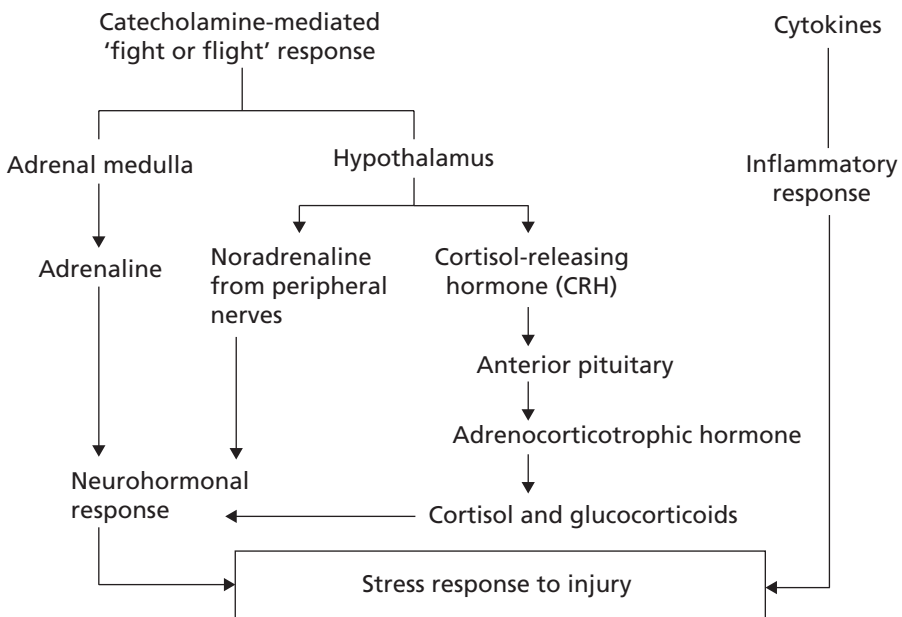 Catecholamine-mediated
‘fight or flight’ response
Cytokines
Adrenal medulla
Hypothalamus
Inflammatory
response
Adrenaline
Noradrenaline
from peripheral
nerves
Cortisol-releasing
hormone (CRH)
Anterior pituitary
Adrenocorticotrophic hormone
Neurohormonal
response
Cortisol and glucocorticoids
Stress response to injury